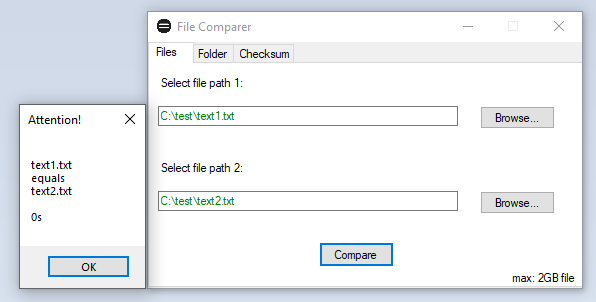 File Comparer
Files Folder Checksum
Select file path 1:
C:\test\text1.txt
Browse...
Select file path 2:
C:\test\text2.txt
Browse...
Compare
max: 2GB file
Attention!
text1.txt
equals
text2.txt
0s
OK